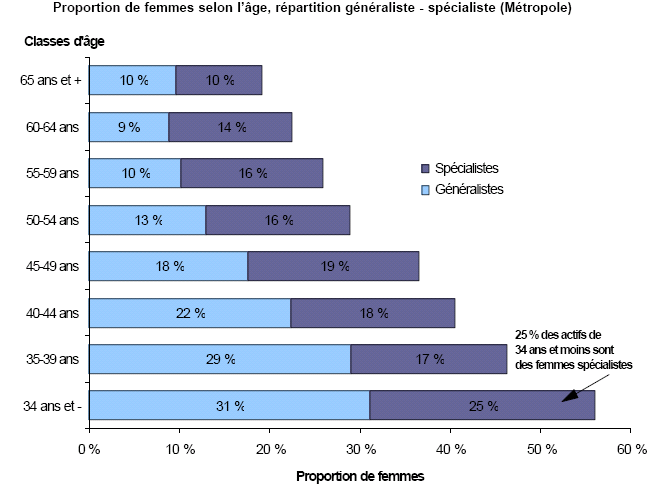 Proportion de femmes selon l'âge, répartition généraliste - spécialiste (Métropole)
Classes d'âge
65 ans et + 10 % 10 %
60-64 ans 9 % 14 %
55-59 ans 10 % 16 %
Spécialistes
Généralistes
50-54 ans 13 % 16 %
45-49 ans 18 % 19 %
40-44 ans 22 % 18 %
25 % des actifs de
34 ans et moins sont
des femmes spécialistes
35-39 ans 29 % 17 %
34 ans et - 31 % 25 %
0 % 10 % 20 % 30 % 40 % 50 % 60 %
Proportion de femmes